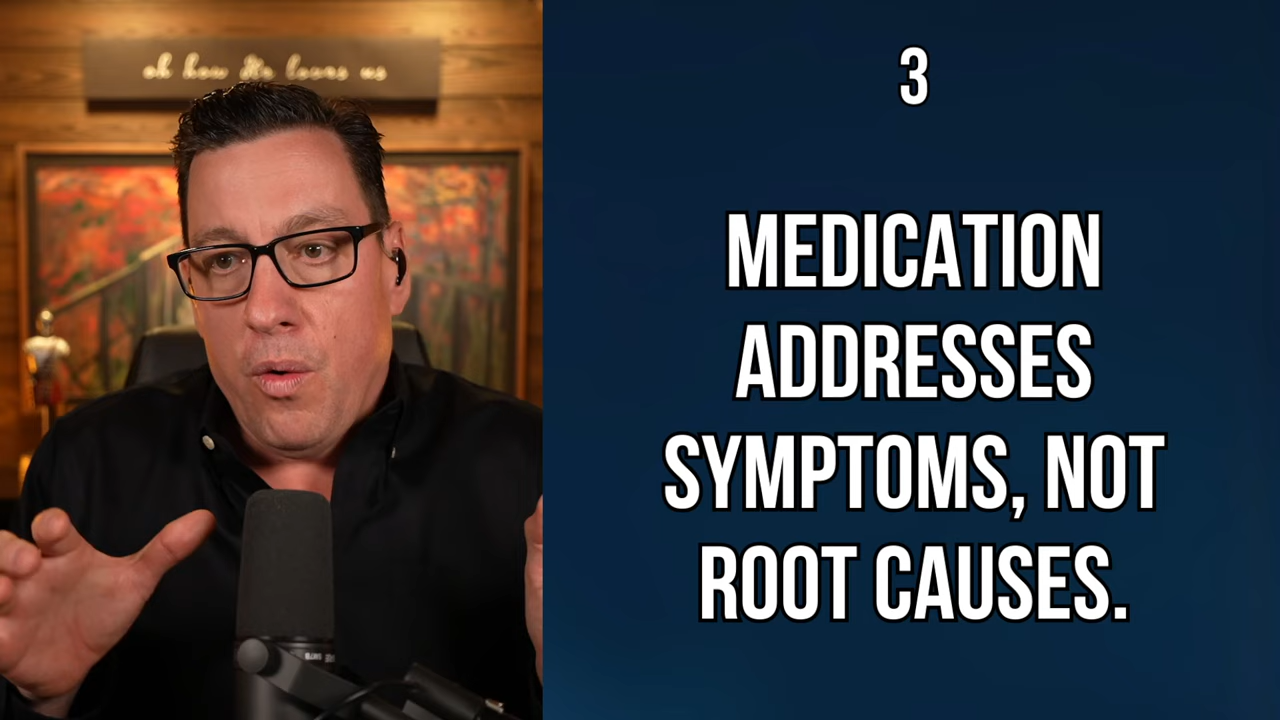 oh how He loves us
3
MEDICATION
ADDRESSES
SYMPTOMS, NOT
ROOT CAUSES.